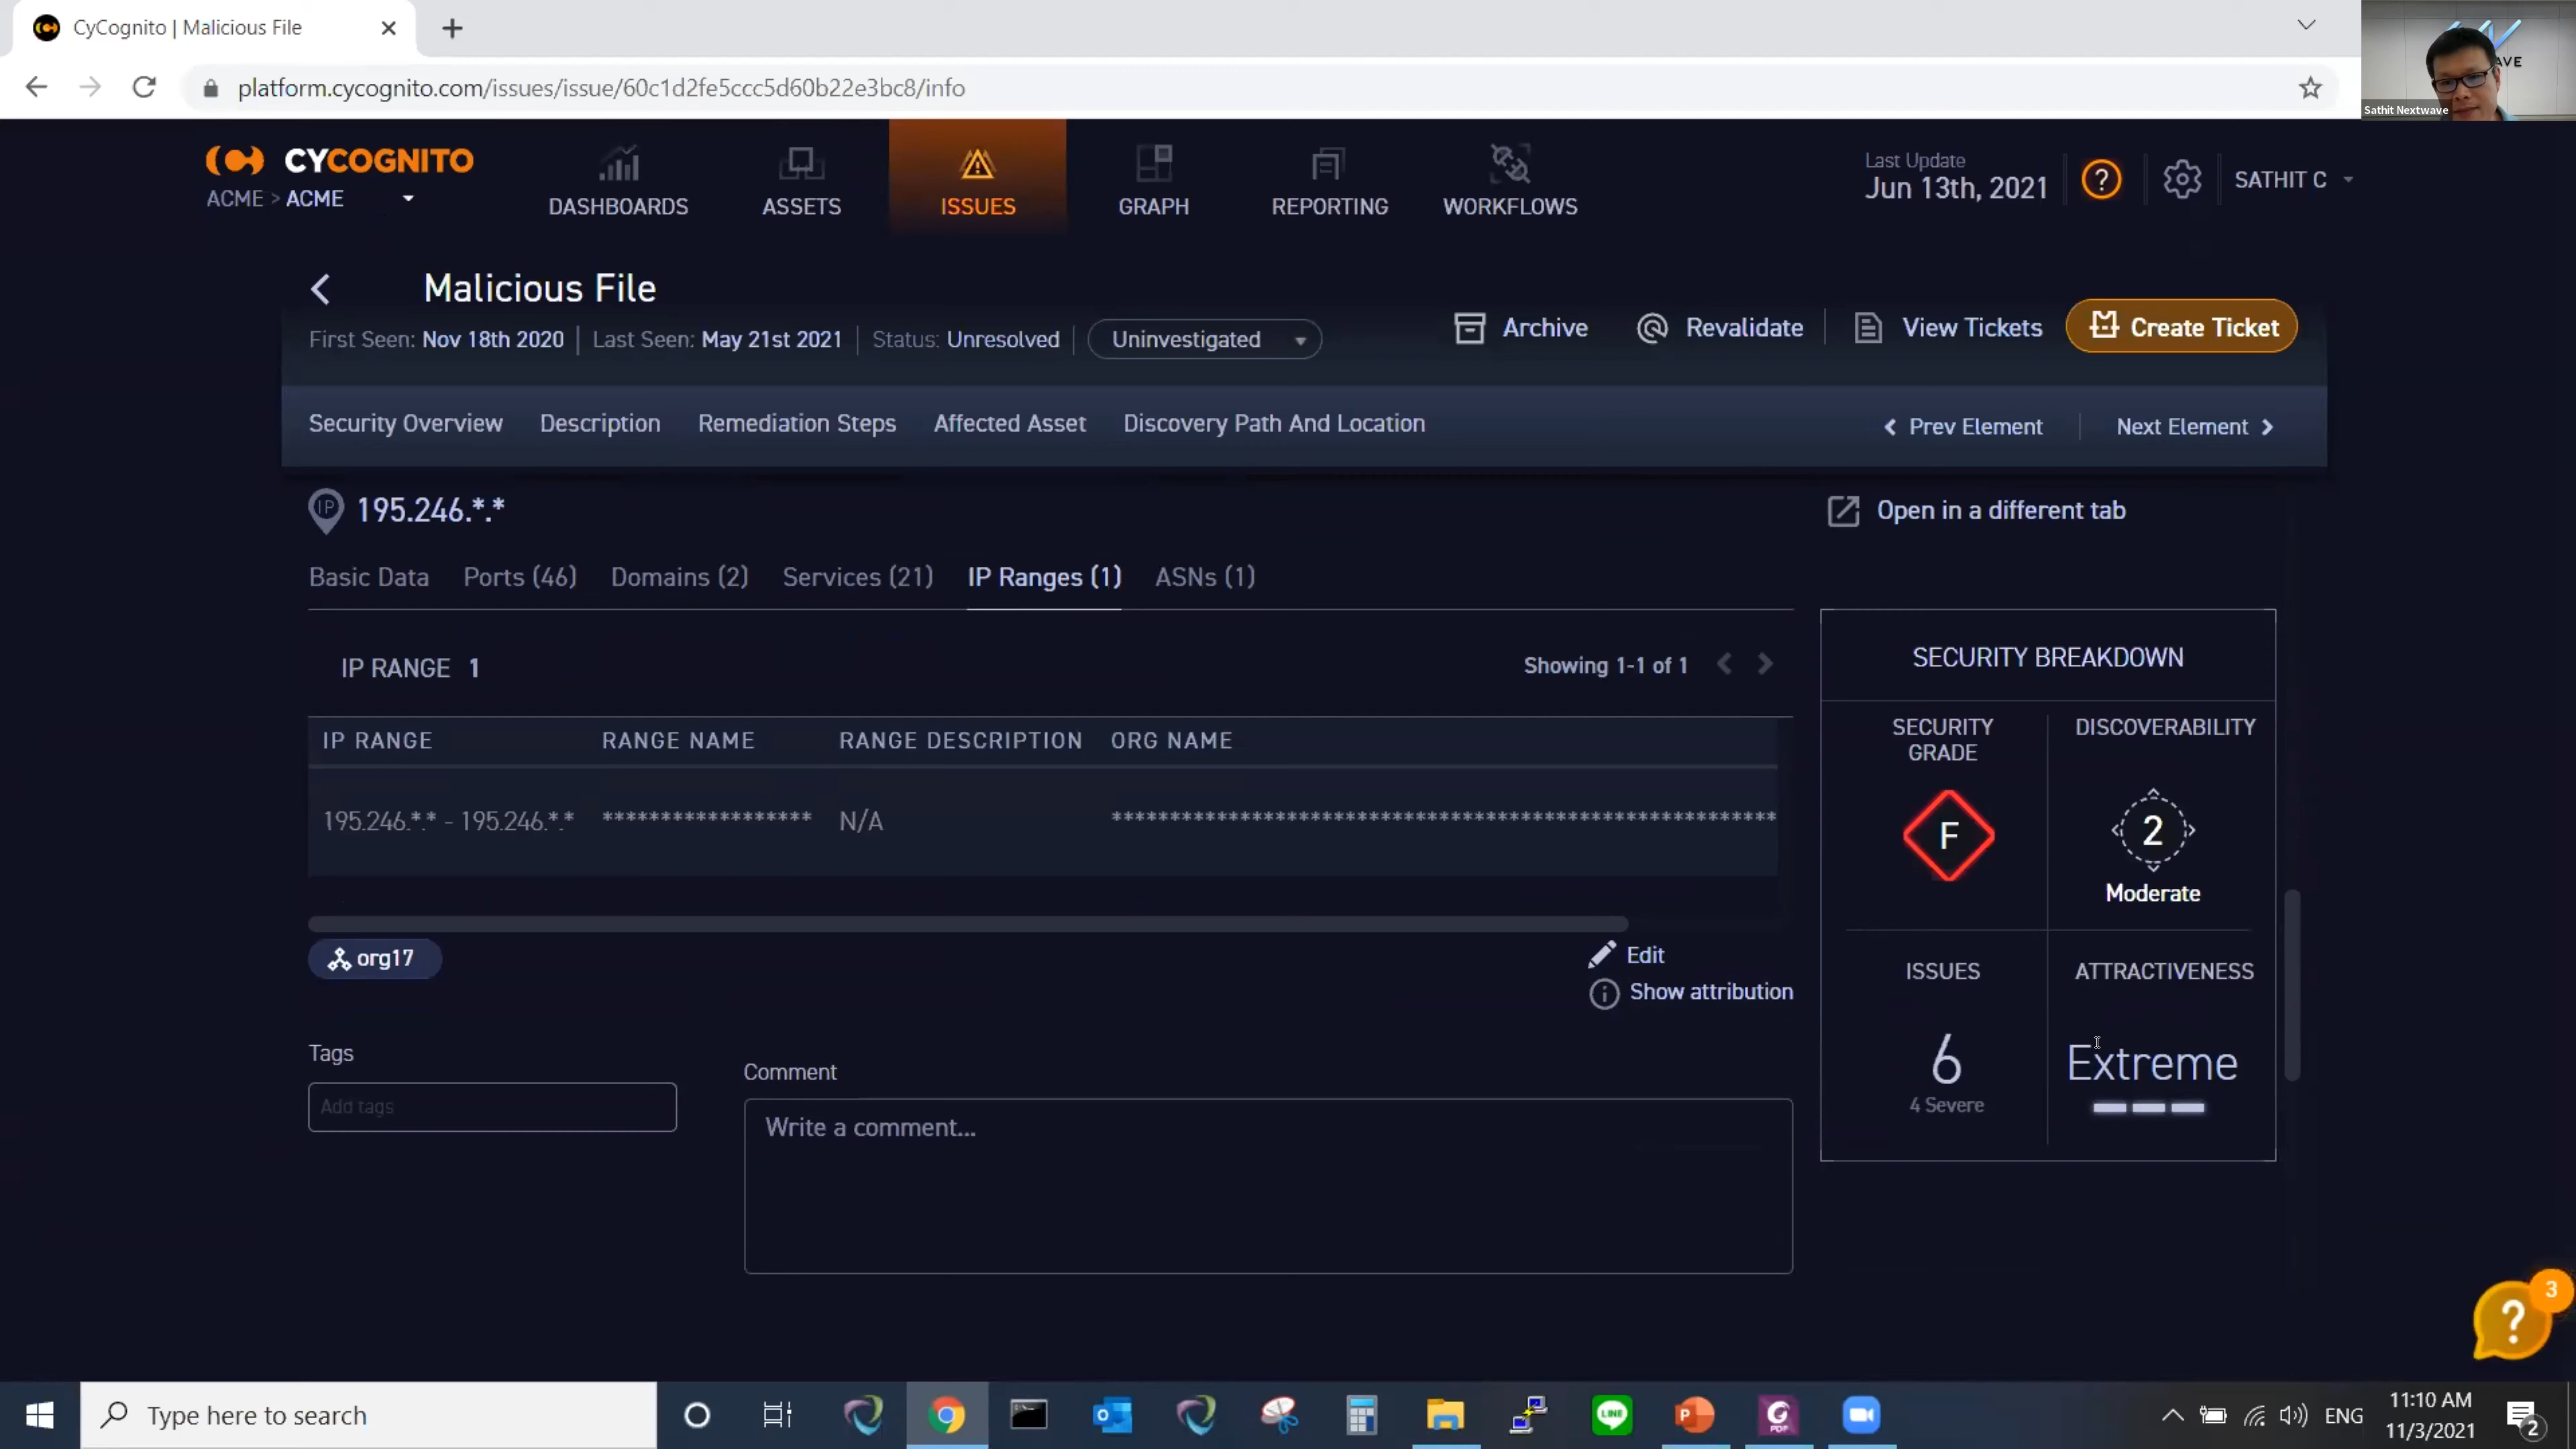 CyCognito | Malicious File
platform.cycognito.com/issues/issue/60c1d2fe5ccc5d60b22e3bc8/info
AVE
Sathit Nextwave
CYCOGNITO
ACME > ACME
DASHBOARDS
ASSETS
ISSUES
GRAPH
REPORTING
WORKFLOWS
Last Update
Jun 13th, 2021
?
SATHIT C
Malicious File
First Seen: Nov 18th 2020 | Last Seen: May 21st 2021 | Status: Unresolved | Uninvestigated
Archive
Revalidate
View Tickets
Create Ticket
Security Overview
Description
Remediation Steps
Affected Asset
Discovery Path And Location
Prev Element
Next Element
IP 195.246.*.*
Open in a different tab
Basic Data
Ports (46)
Domains (2)
Services (21)
IP Ranges (1)
ASNs (1)
IP RANGE 1
Showing 1-1 of 1
IP RANGE RANGE NAME RANGE DESCRIPTION ORG NAME
195.246.*.* - 195.246.*.* ****************** N/A *********************************************************
org17
Edit
Show attribution
Tags
Add tags
Comment
Write a comment...
SECURITY BREAKDOWN
SECURITY
GRADE
F
DISCOVERABILITY
2
Moderate
ISSUES
6
4 Severe
ATTRACTIVENESS
Extreme
3
?
Type here to search
LINE
PDF
ENG
11:10 AM
11/3/2021
2